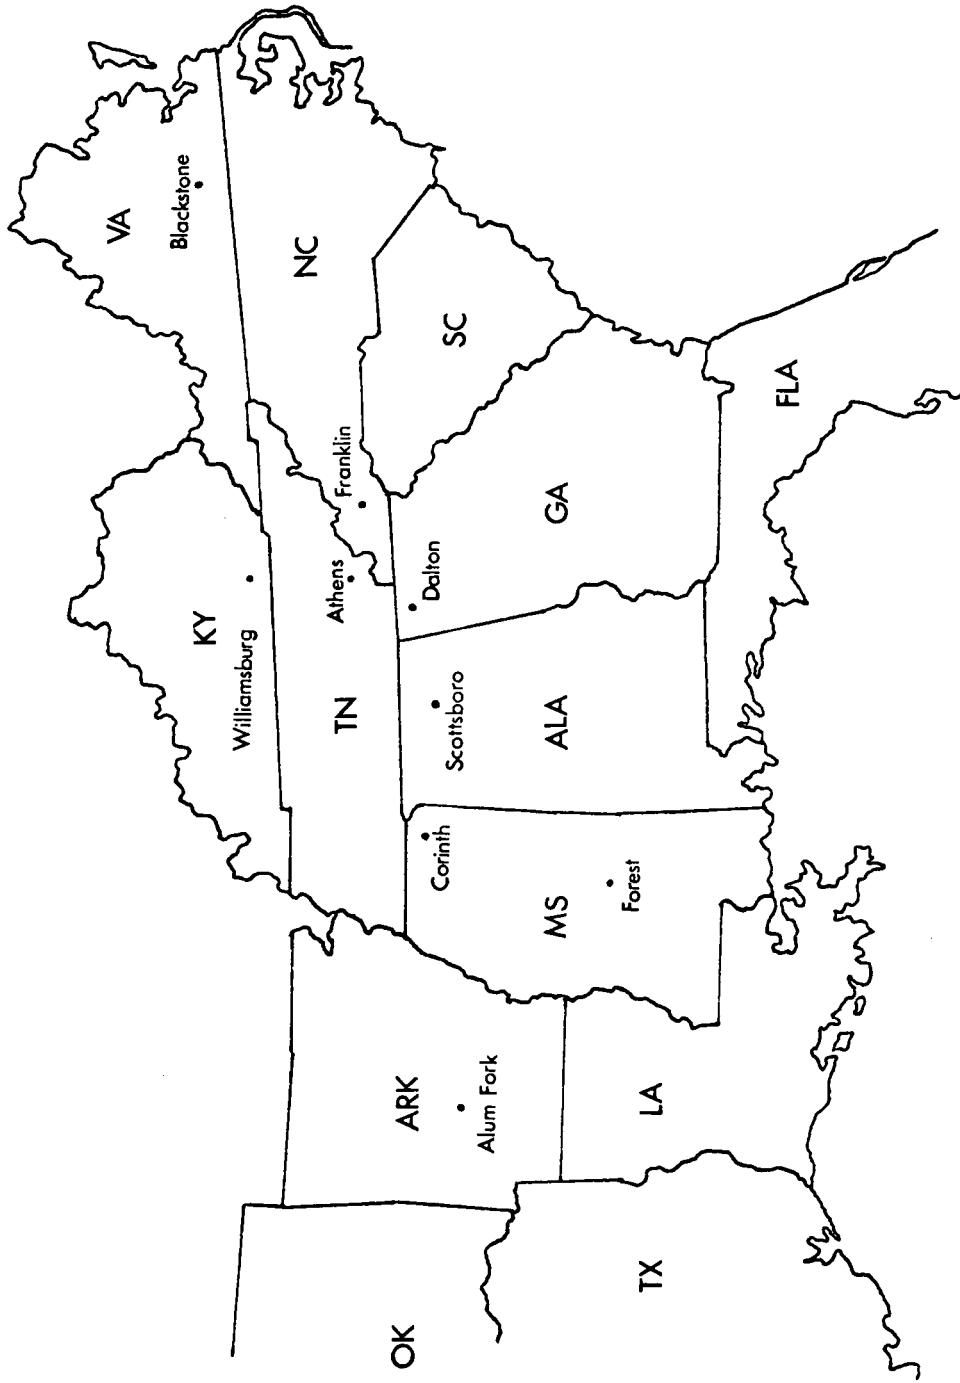 VA
Blackstone
KY
NC
Williamsburg
Franklin
SC
Athens
TN
Dalton
GA
FLA
Scottsboro
ALA
Corinth
MS
Forest
ARK
Alum Fork
LA
OK
TX